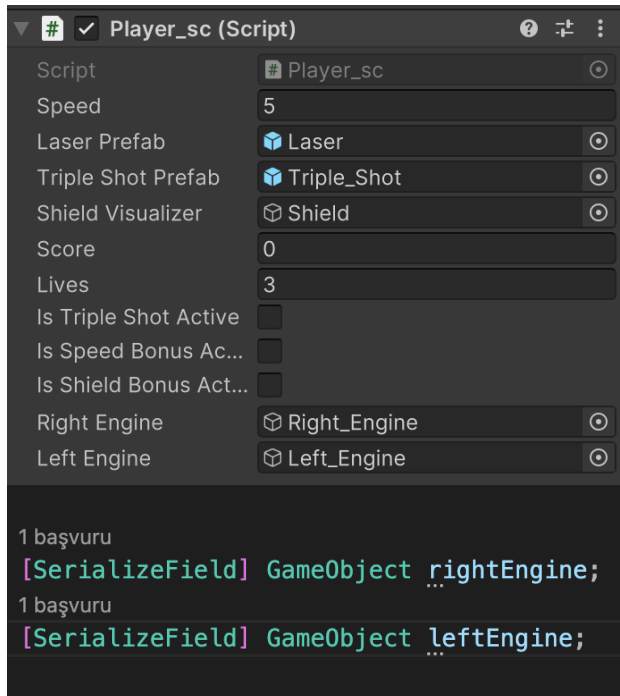 # Player_sc (Script)
Script # Player_sc
Speed 5
Laser Prefab Laser
Triple Shot Prefab Triple_Shot
Shield Visualizer Shield
Score 0
Lives 3
Is Triple Shot Active
Is Speed Bonus Ac...
Is Shield Bonus Act...
Right Engine Right_Engine
Left Engine Left_Engine
1 başvuru
[SerializeField] GameObject rightEngine;
1 başvuru
[SerializeField] GameObject leftEngine;